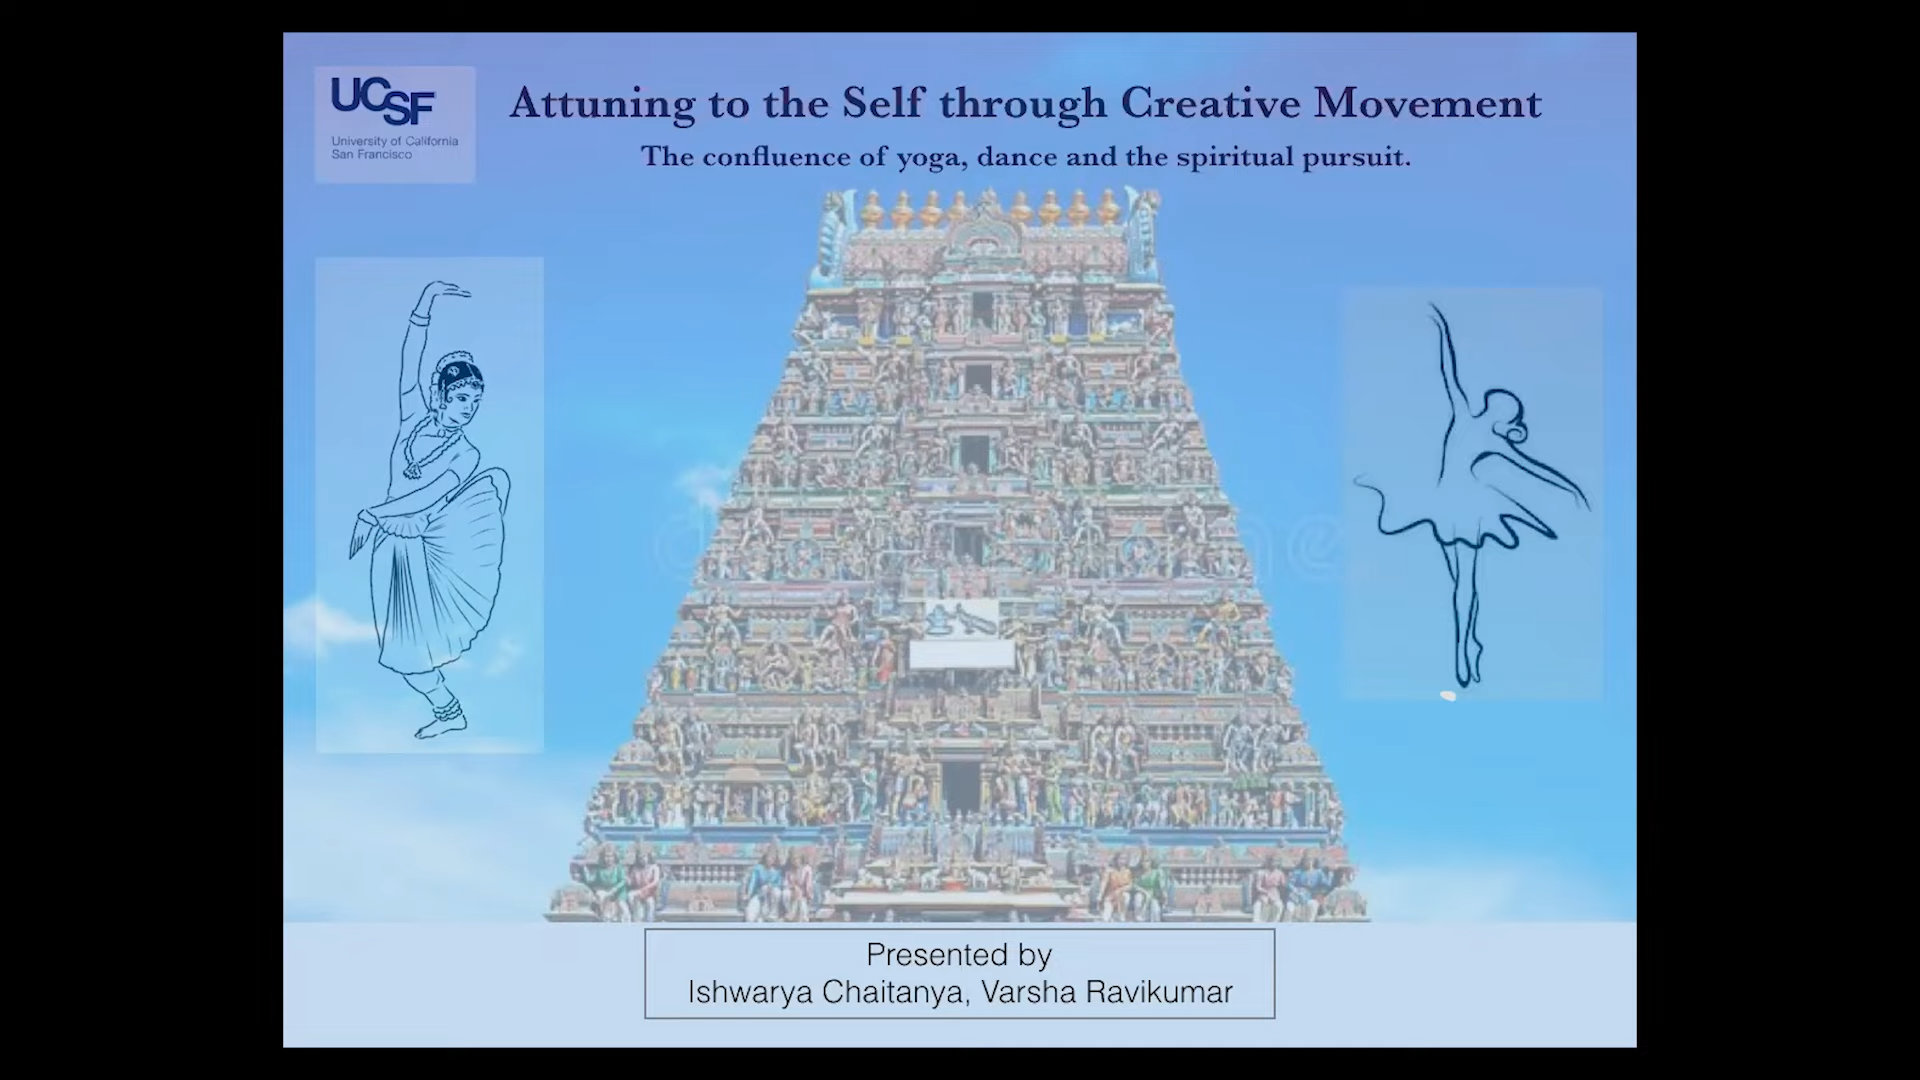 UCSF
University of California
San Francisco
Attuning to the Self through Creative Movement
The confluence of yoga, dance and the spiritual pursuit.
Presented by
Ishwarya Chaitanya, Varsha Ravikumar